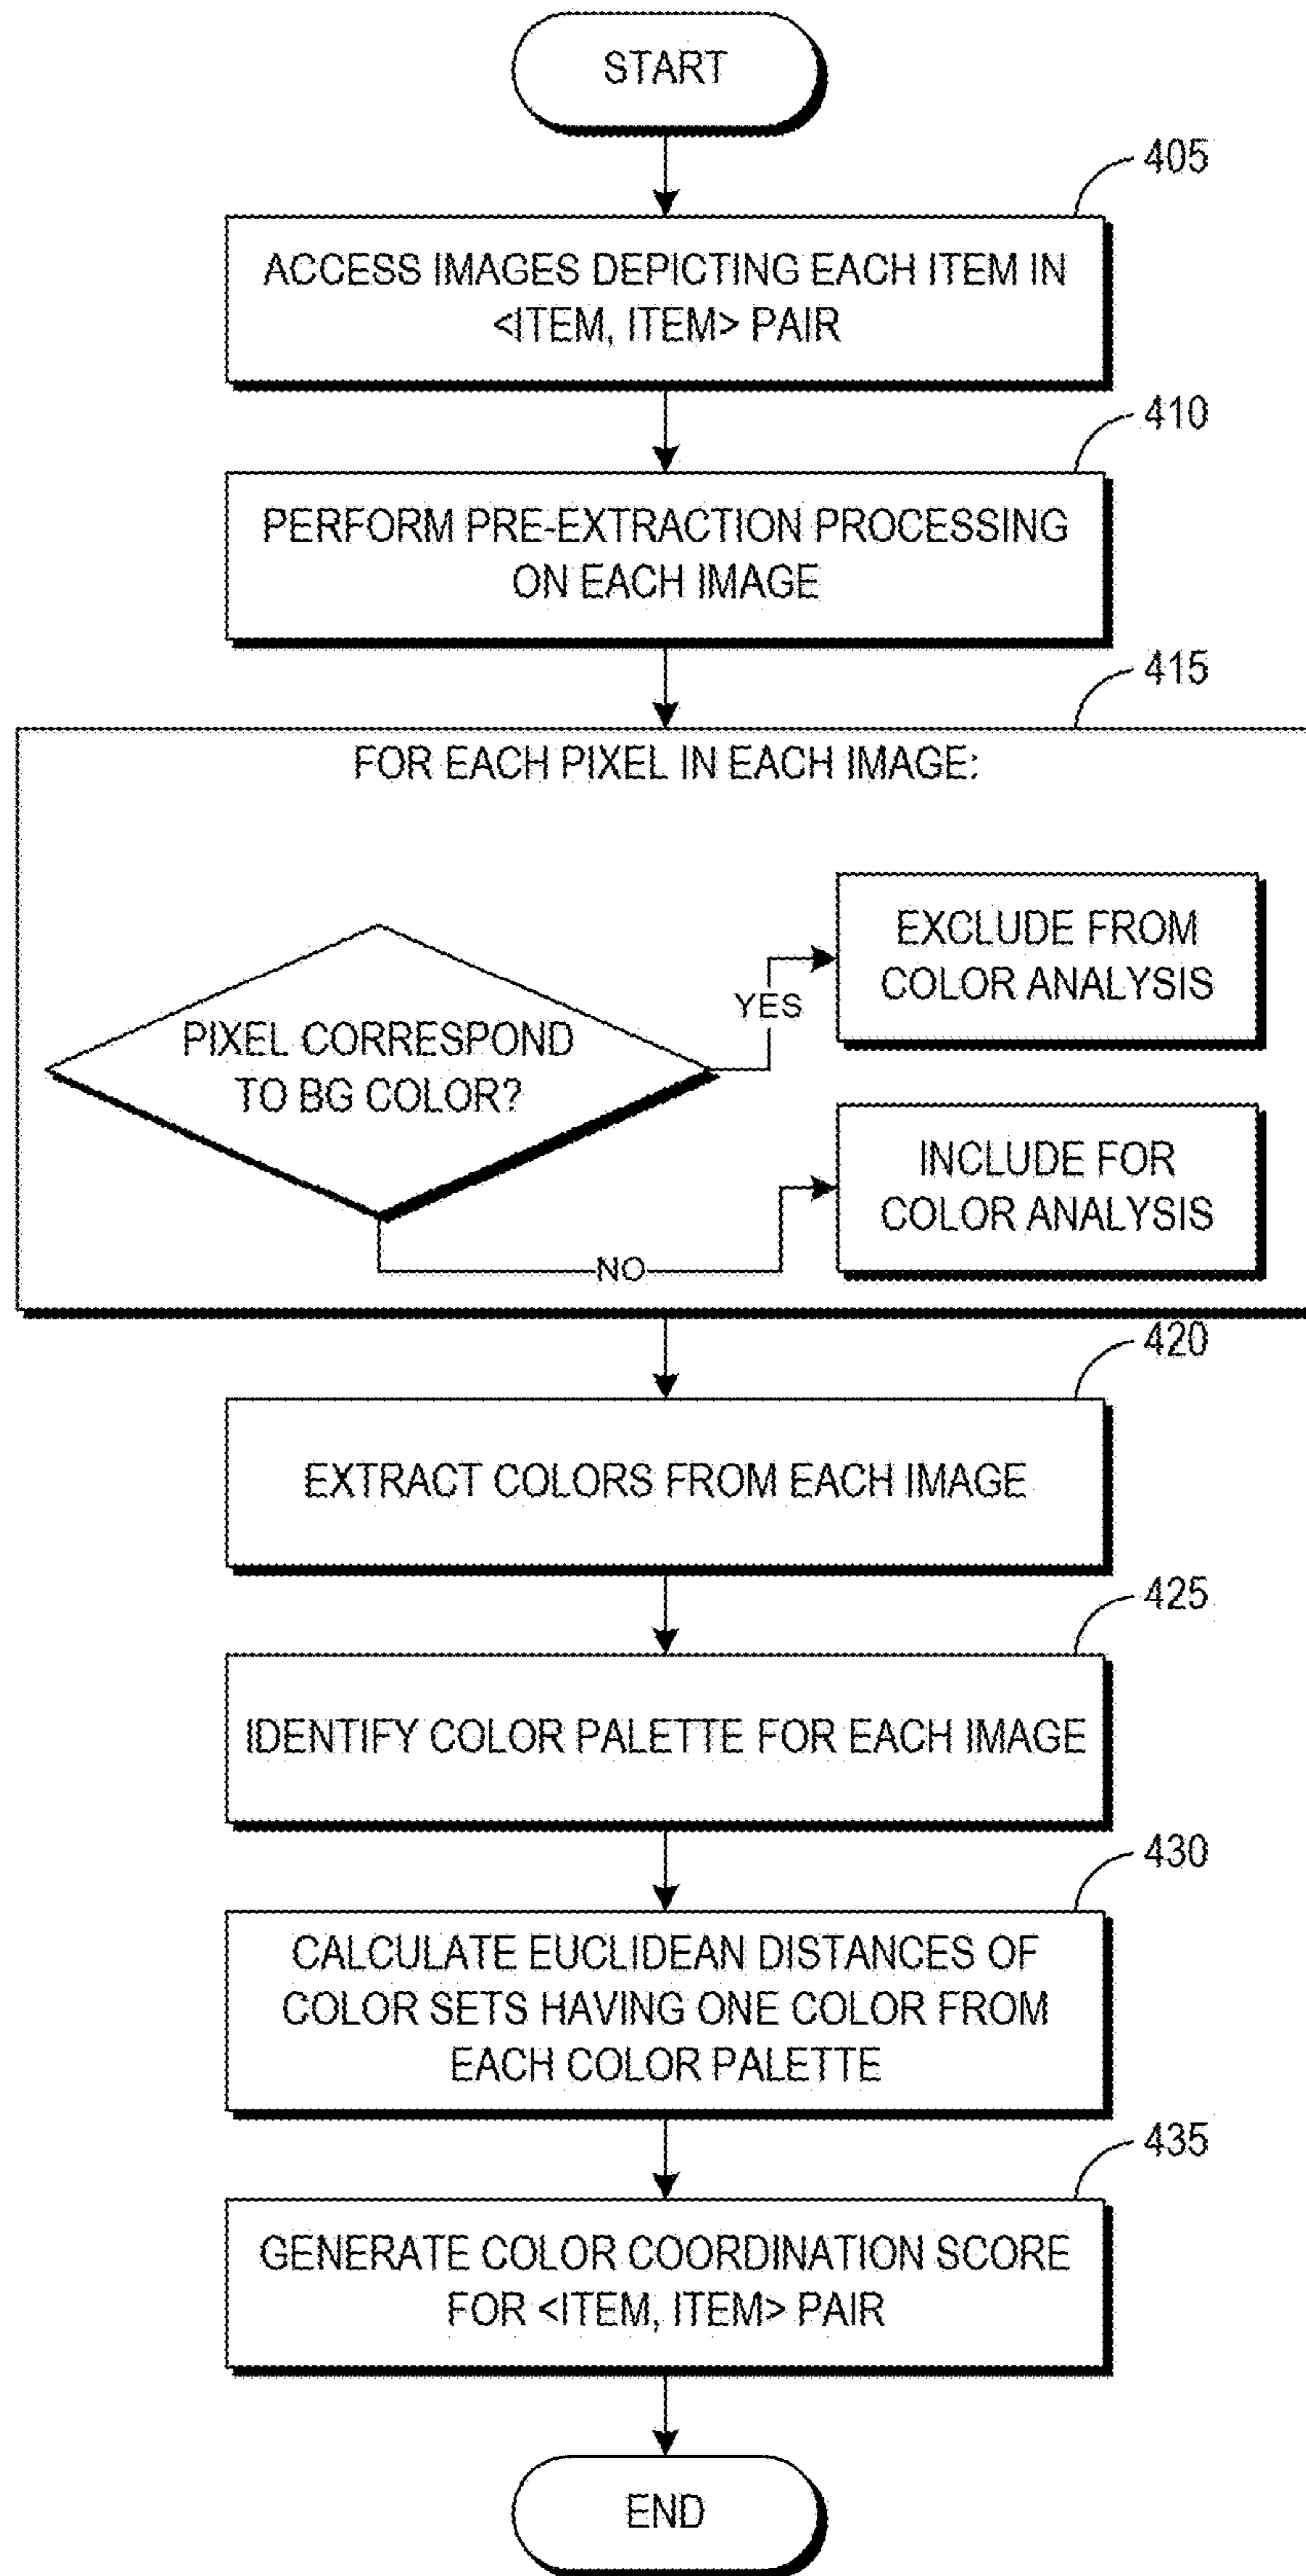 START
405
ACCESS IMAGES DEPICTING EACH ITEM IN
<ITEM, ITEM> PAIR
410
PERFORM PRE-EXTRACTION PROCESSING
ON EACH IMAGE
415
FOR EACH PIXEL IN EACH IMAGE:
EXCLUDE FROM
COLOR ANALYSIS
YES
PIXEL CORRESPOND
TO BG COLOR?
INCLUDE FOR
COLOR ANALYSIS
NO
420
EXTRACT COLORS FROM EACH IMAGE
425
IDENTIFY COLOR PALETTE FOR EACH IMAGE
430
CALCULATE EUCLIDEAN DISTANCES OF
COLOR SETS HAVING ONE COLOR FROM
EACH COLOR PALETTE
435
GENERATE COLOR COORDINATION SCORE
FOR <ITEM, ITEM> PAIR
END